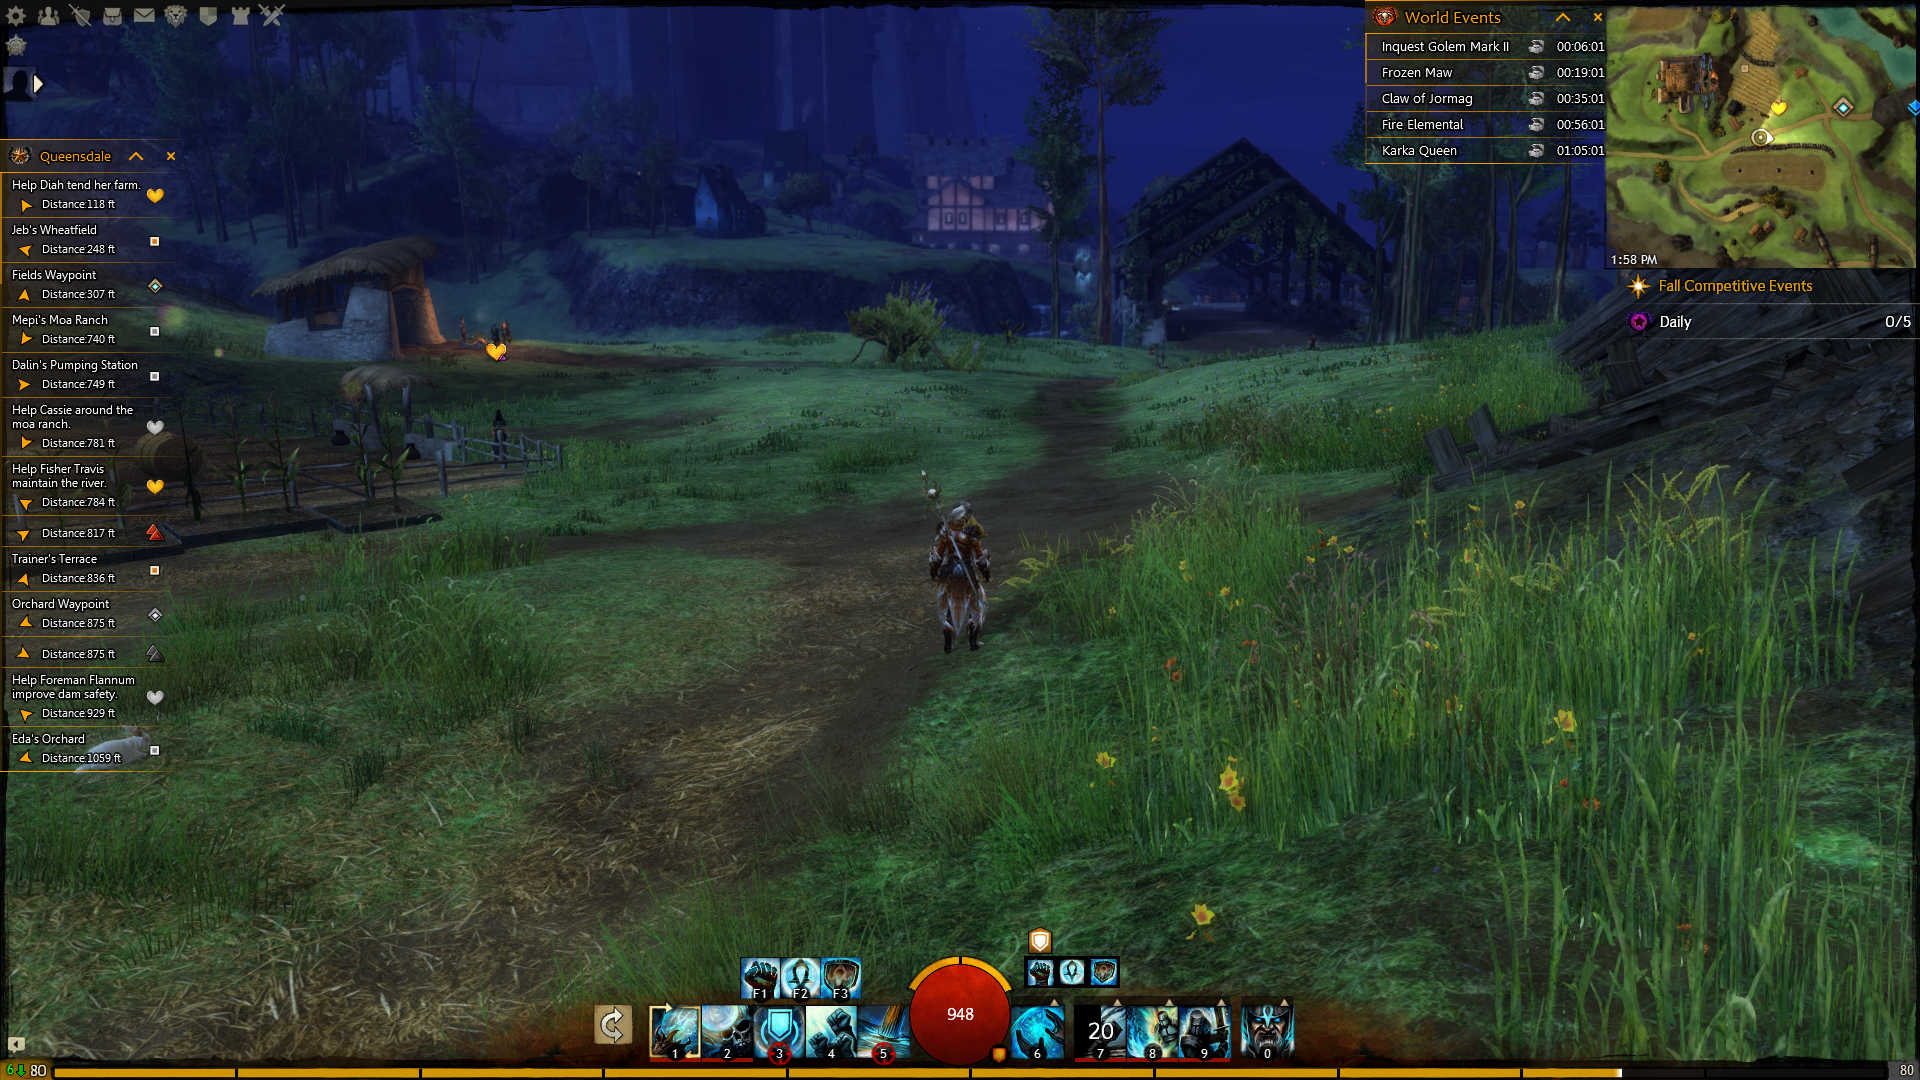 Queensdale
Help Diah tend her farm.
Distance:118 ft
Jeb's Wheatfield
Distance:248 ft
Fields Waypoint
Distance:307 ft
Mepi's Moa Ranch
Distance:740 ft
Dalin's Pumping Station
Distance:749 ft
Help Cassie around the
moa ranch.
Distance:781 ft
Help Fisher Travis
maintain the river.
Distance:784 ft
Distance:817 ft
Trainer's Terrace
Distance:836 ft
Orchard Waypoint
Distance:875 ft
Distance:875 ft
Help Foreman Flannum
improve dam safety.
Distance:929 ft
Eda's Orchard
Distance:1059 ft
World Events
Inquest Golem Mark II 00:06:01
Frozen Maw 00:19:01
Claw of Jormag 00:35:01
Fire Elemental 00:56:01
Karka Queen 01:05:01
1:58 PM
Fall Competitive Events
Daily 0/5
F1 F2 F3
948
20
1 2 3 4 5 6 7 8 9 0
6 80
80